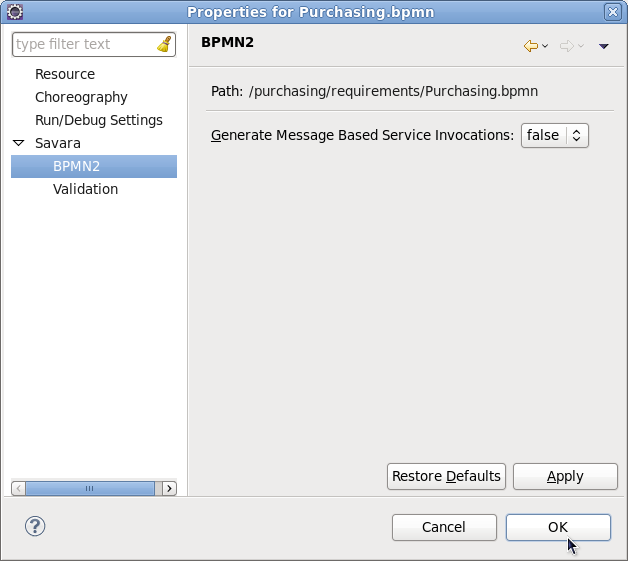 Properties for Purchasing.bpmn
type filter text
Resource
Choreography
Run/Debug Settings
Savara
BPMN2
Validation
BPMN2
Path: /purchasing/requirements/Purchasing.bpmn
Generate Message Based Service Invocations: false
Restore Defaults
Apply
Cancel
OK